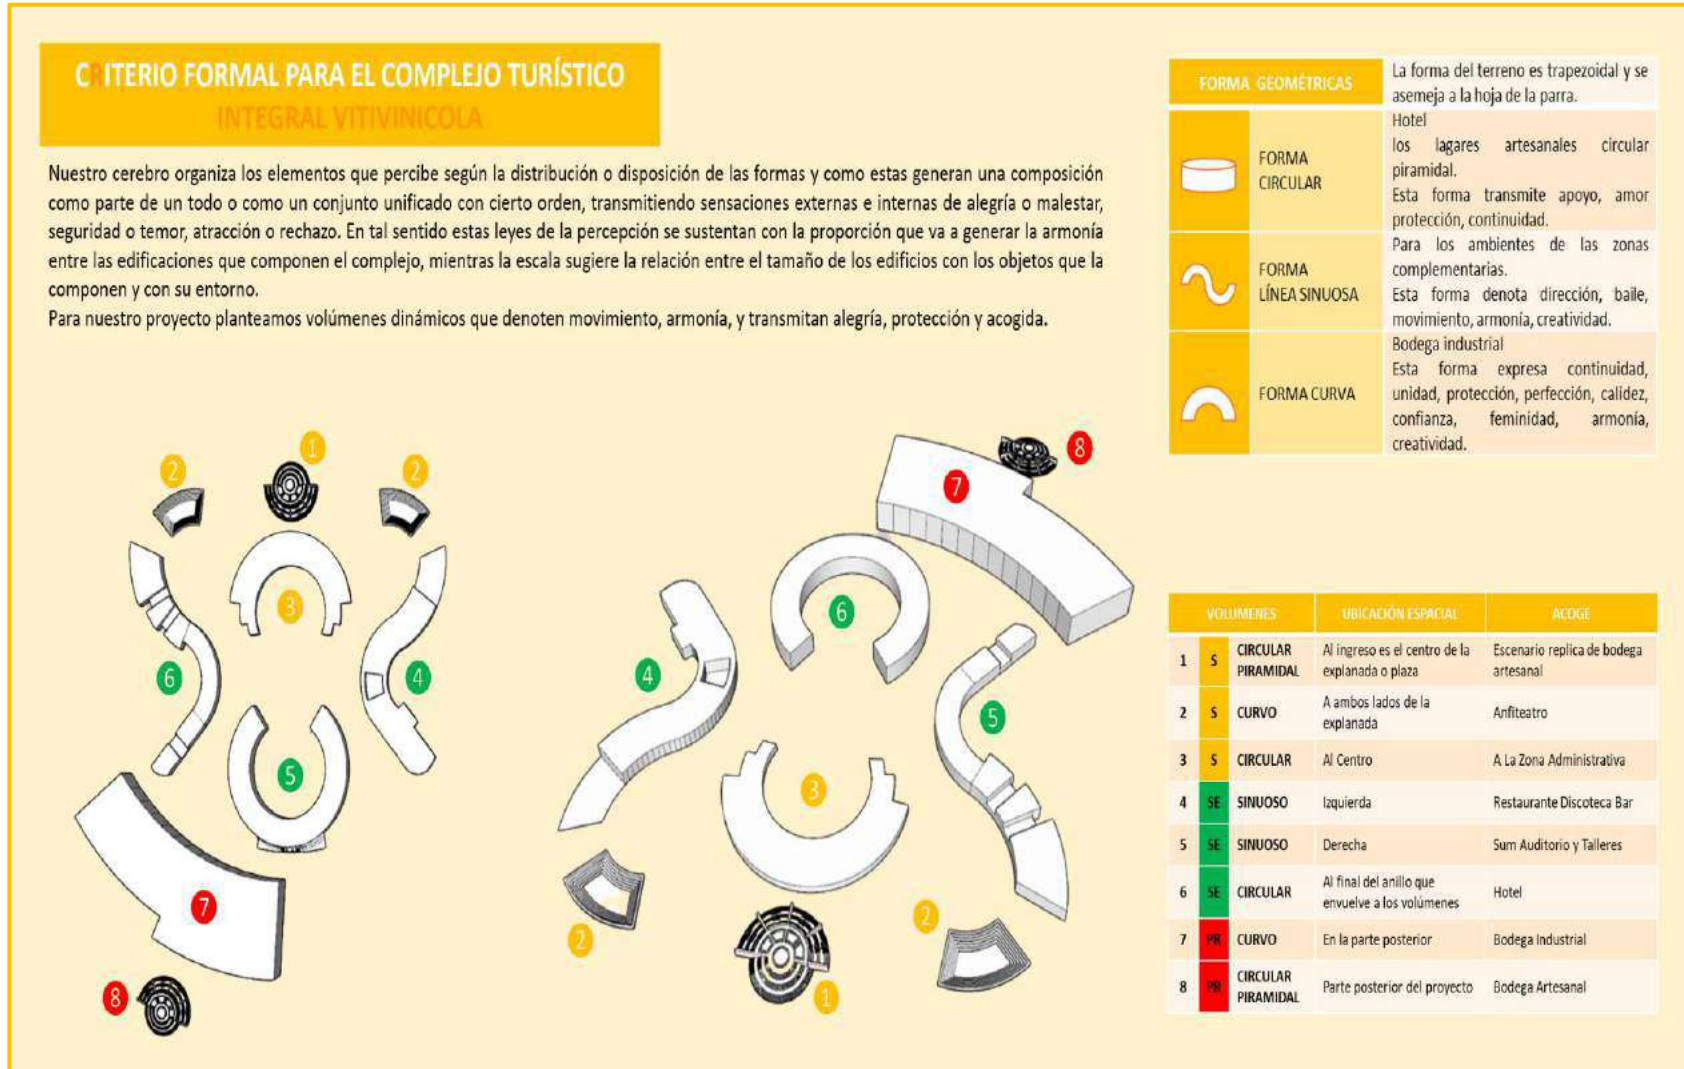 CRITERIO FORMAL PARA EL COMPLEJO TURÍSTICO
INTEGRAL VITIVINICOLA
Nuestro cerebro organiza los elementos que percibe según la distribución o disposición de las formas y como estas generan una composición
como parte de un todo o como un conjunto unificado con cierto orden, transmitiendo sensaciones externas e internas de alegría o malestar,
seguridad o temor, atracción o rechazo. En tal sentido estas leyes de la percepción se sustentan con la proporción que va a generar la armonía
entre las edificaciones que componen el complejo, mientras la escala sugiere la relación entre el tamaño de los edificios con los objetos que la
componen y con su entorno.
Para nuestro proyecto planteamos volúmenes dinámicos que denoten movimiento, armonía, y transmitan alegría, protección y acogida.
FORMA GEOMÉTRICAS
La forma del terreno es trapezoidal y se
asemeja a la hoja de la parra.
FORMA
CIRCULAR
Hotel
los lagares artesanales circular
piramidal.
Esta forma transmite apoyo, amor
protección, continuidad.
FORMA
LÍNEA SINUOSA
Para los ambientes de las zonas
complementarias.
Esta forma denota dirección, baile,
movimiento, armonía, creatividad.
FORMA CURVA
Bodega industrial
Esta forma expresa continuidad,
unidad, protección, perfección, calidez,
confianza, feminidad, armonía,
creatividad.
1
2
2
3
6
4
5
7
8
8
7
6
4
5
3
2
2
1
VOLUMENES UBICACIÓN ESPACIAL ACOGE
1 S CIRCULAR PIRAMIDAL Al ingreso es el centro de la explanada o plaza Escenario replica de bodega artesanal
2 S CURVO A ambos lados de la explanada Anfiteatro
3 S CIRCULAR Al Centro A La Zona Administrativa
4 SE SINUOSO Izquierda Restaurante Discoteca Bar
5 SE SINUOSO Derecha Sum Auditorio y Talleres
6 SE CIRCULAR Al final del anillo que envuelve a los volúmenes Hotel
7 PR CURVO En la parte posterior Bodega Industrial
8 PR CIRCULAR PIRAMIDAL Parte posterior del proyecto Bodega Artesanal